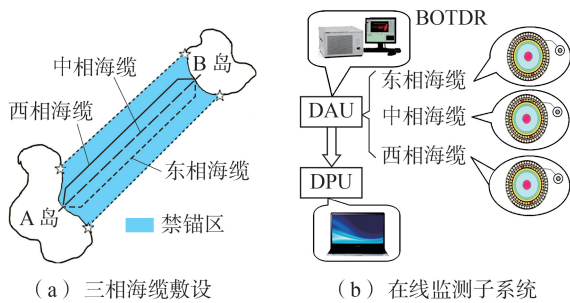 B 岛
中相海缆
西相海缆
东相海缆
A 岛
禁锚区
(a) 三相海缆敷设
BOTDR
东相海缆
DAU
中相海缆
西相海缆
DPU
(b) 在线监测子系统